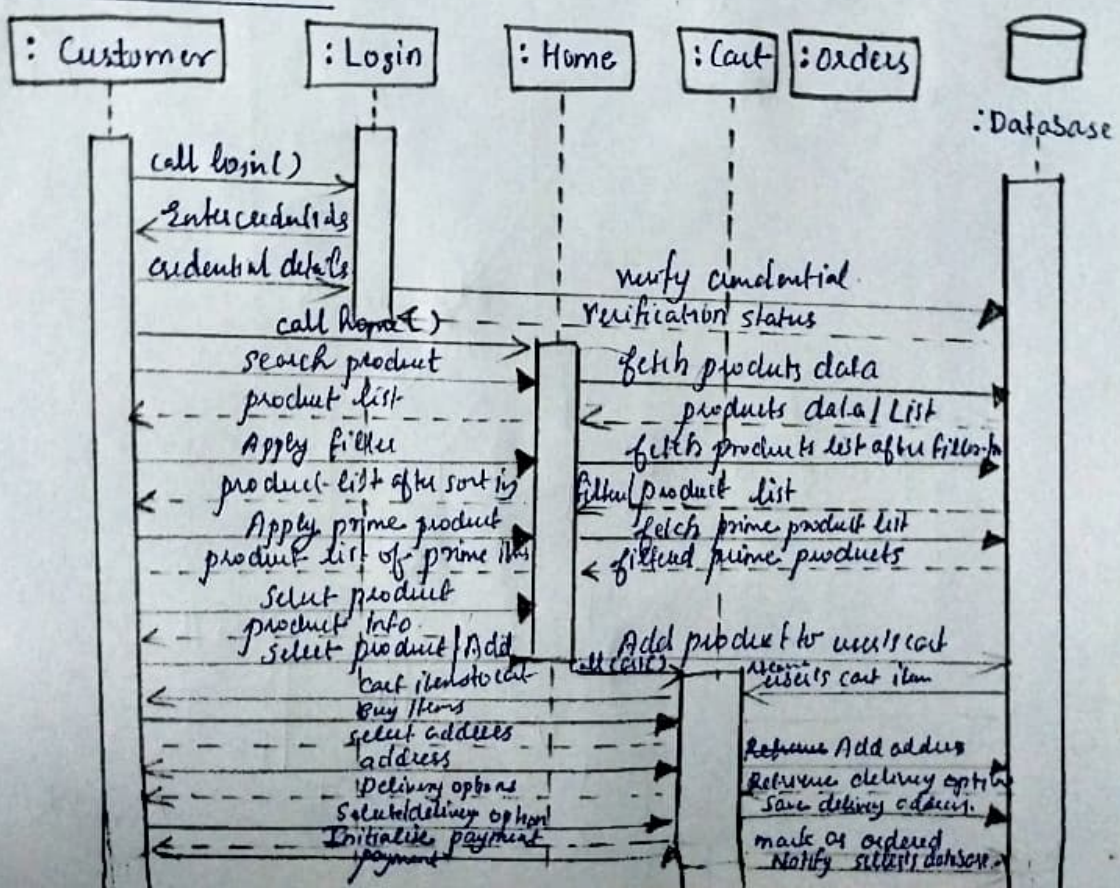 : Customer
: Login
: Home
: Cart
: Orders
: Database
call login()
Enter credentials
credential details
verify credential
verification status
call home()
search product
fetch products data
product list
products data/List
Apply filter
fetch products list after
product list after sorting
filtered product list
Apply prime product
fetch prime product list
product list of prime items
filtered prime products
select product
product info
select product/Add
Add product to user's cart
call cart()
user's cart item
cart items to cart
Buy items
select address
Add address
address
Retrieve delivery option
Delivery options
Save delivery address.
Select delivery option
Initialise payment
mark as ordered
payment
Notify seller's database.